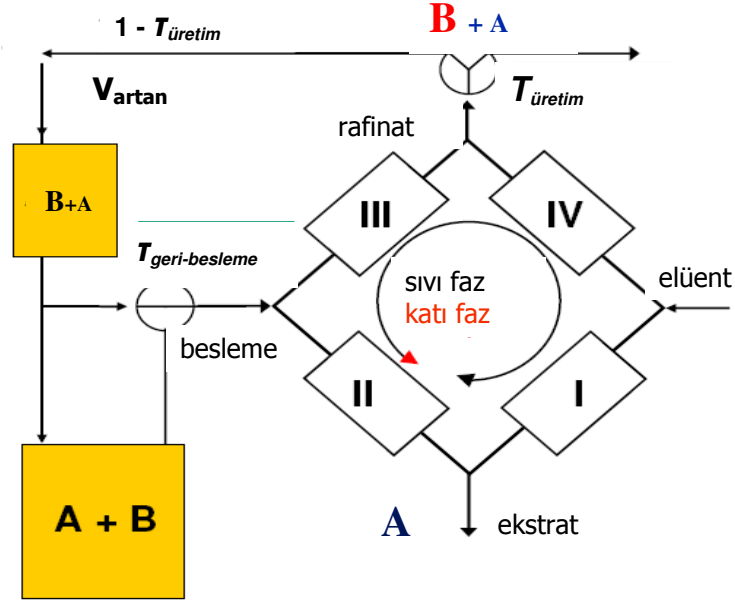 1 - Türetim
B + A
Vartan
Türetim
rafinat
B+A
III
IV
Tgeri-besleme
sıvı faz
katı faz
elüent
besleme
II
I
A + B
A
ekstrat